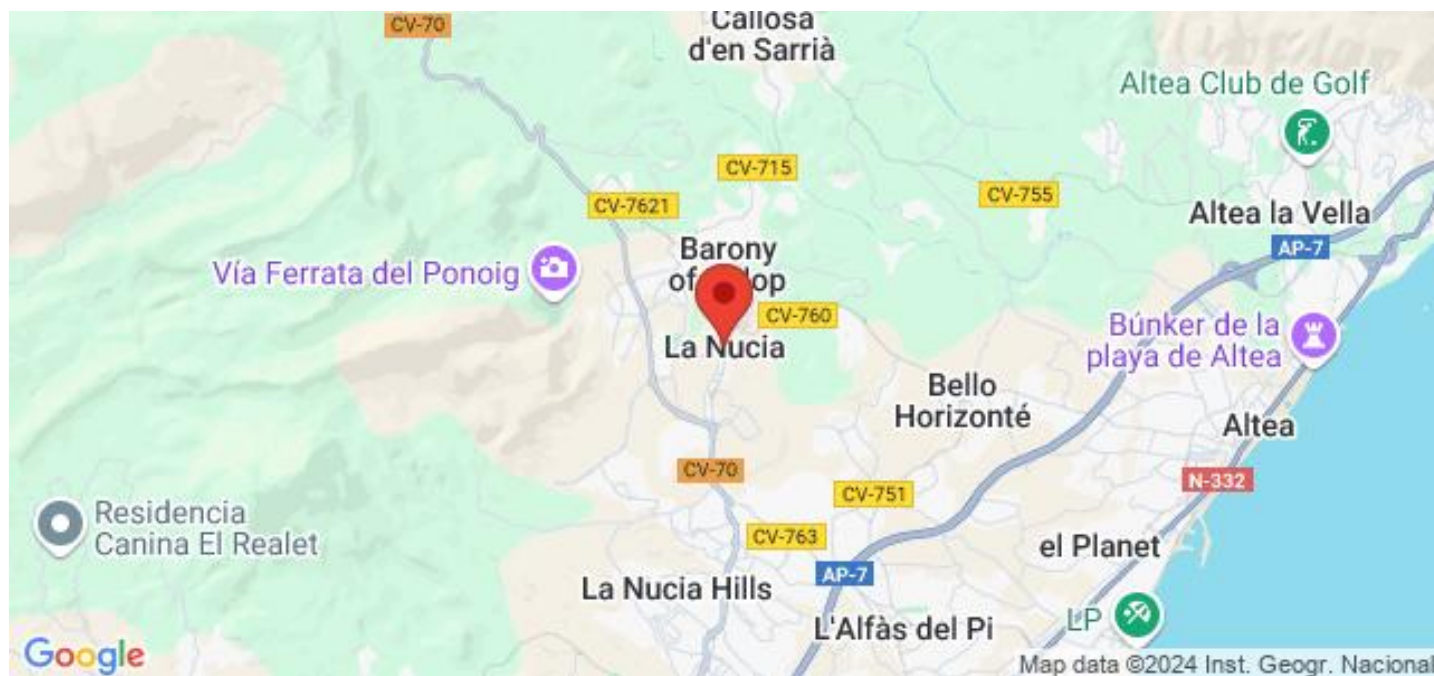 CV-70
Callosa
d'en Sarrià
Altea Club de Golf
CV-715
CV-755
CV-7621
Altea la Vella
AP-7
Barony
of
Vía Ferrata del Ponoig
CV-760
La Nucia
Búnker de la
playa de Altea
Bello
Horizonté
Altea
CV-70
N-332
CV-751
Residencia
Canina El Realet
CV-763
el Planet
AP-7
La Nucia Hills
L'Alfàs del Pi
LP
Google
Map data ©2024 Inst. Geogr. Nacional